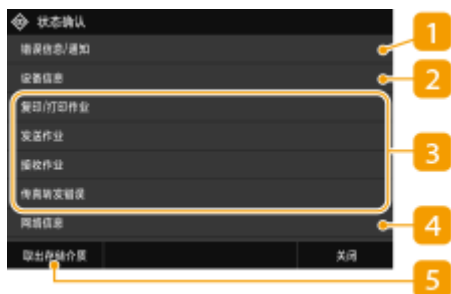 状态确认
1
错误信息/通知
设备信息
2
复印/打印作业
发送作业
接收作业
传真转发错误
3
网络信息
4
取出存储介质
关闭
5